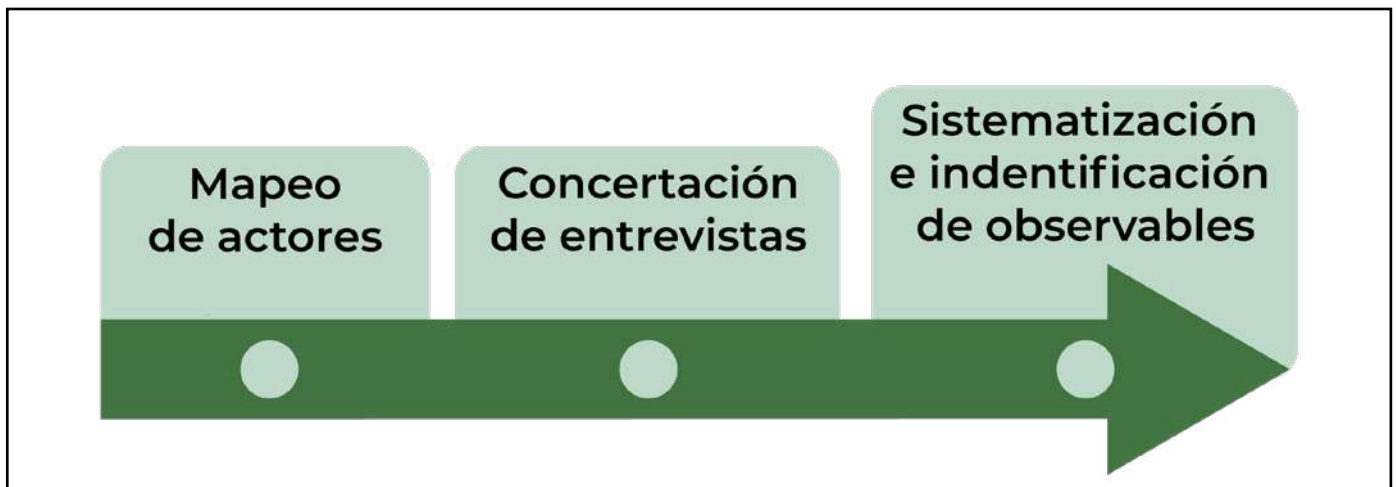 Mapeo
de actores
Concertación
de entrevistas
Sistematización
e indentificación
de observables